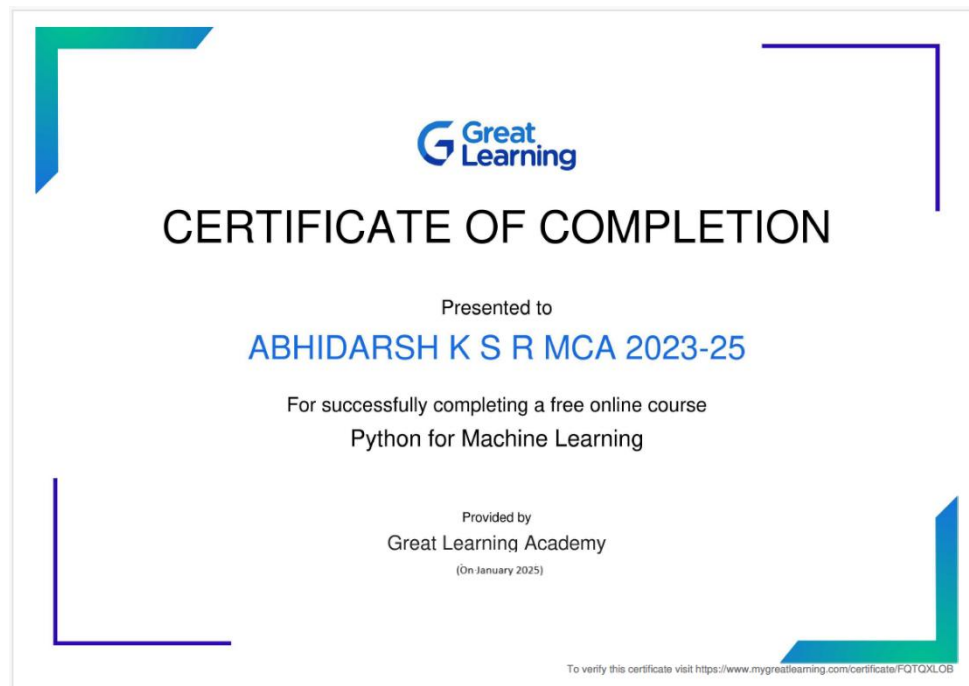 Great
Learning
CERTIFICATE OF COMPLETION
Presented to
ABHIDARSH K S R MCA 2023-25
For successfully completing a free online course
Python for Machine Learning
Provided by
Great Learning Academy
(On January 2025)
To verify this certificate visit https://www.mygreatlearning.com/certificate/FQTQXLOB